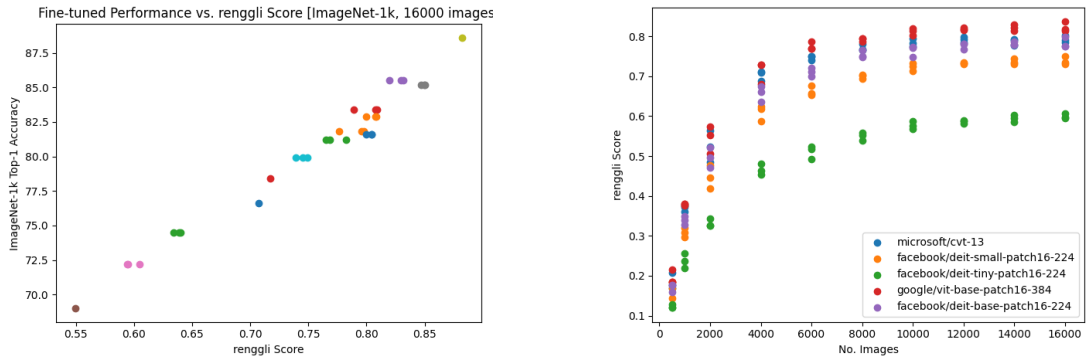 Fine-tuned Performance vs. renggli Score [ImageNet-1k, 16000 images
ImageNet-1k Top-1 Accuracy
87.5
85.0
82.5
80.0
77.5
75.0
72.5
70.0
0.55 0.60 0.65 0.70 0.75 0.80 0.85
renggli Score
renggli Score
0.8
0.7
0.6
0.5
0.4
0.3
0.2
0.1
microsoft/cvt-13
facebook/deit-small-patch16-224
facebook/deit-tiny-patch16-224
google/vit-base-patch16-384
facebook/deit-base-patch16-224
0 2000 4000 6000 8000 10000 12000 14000 16000
No. Images